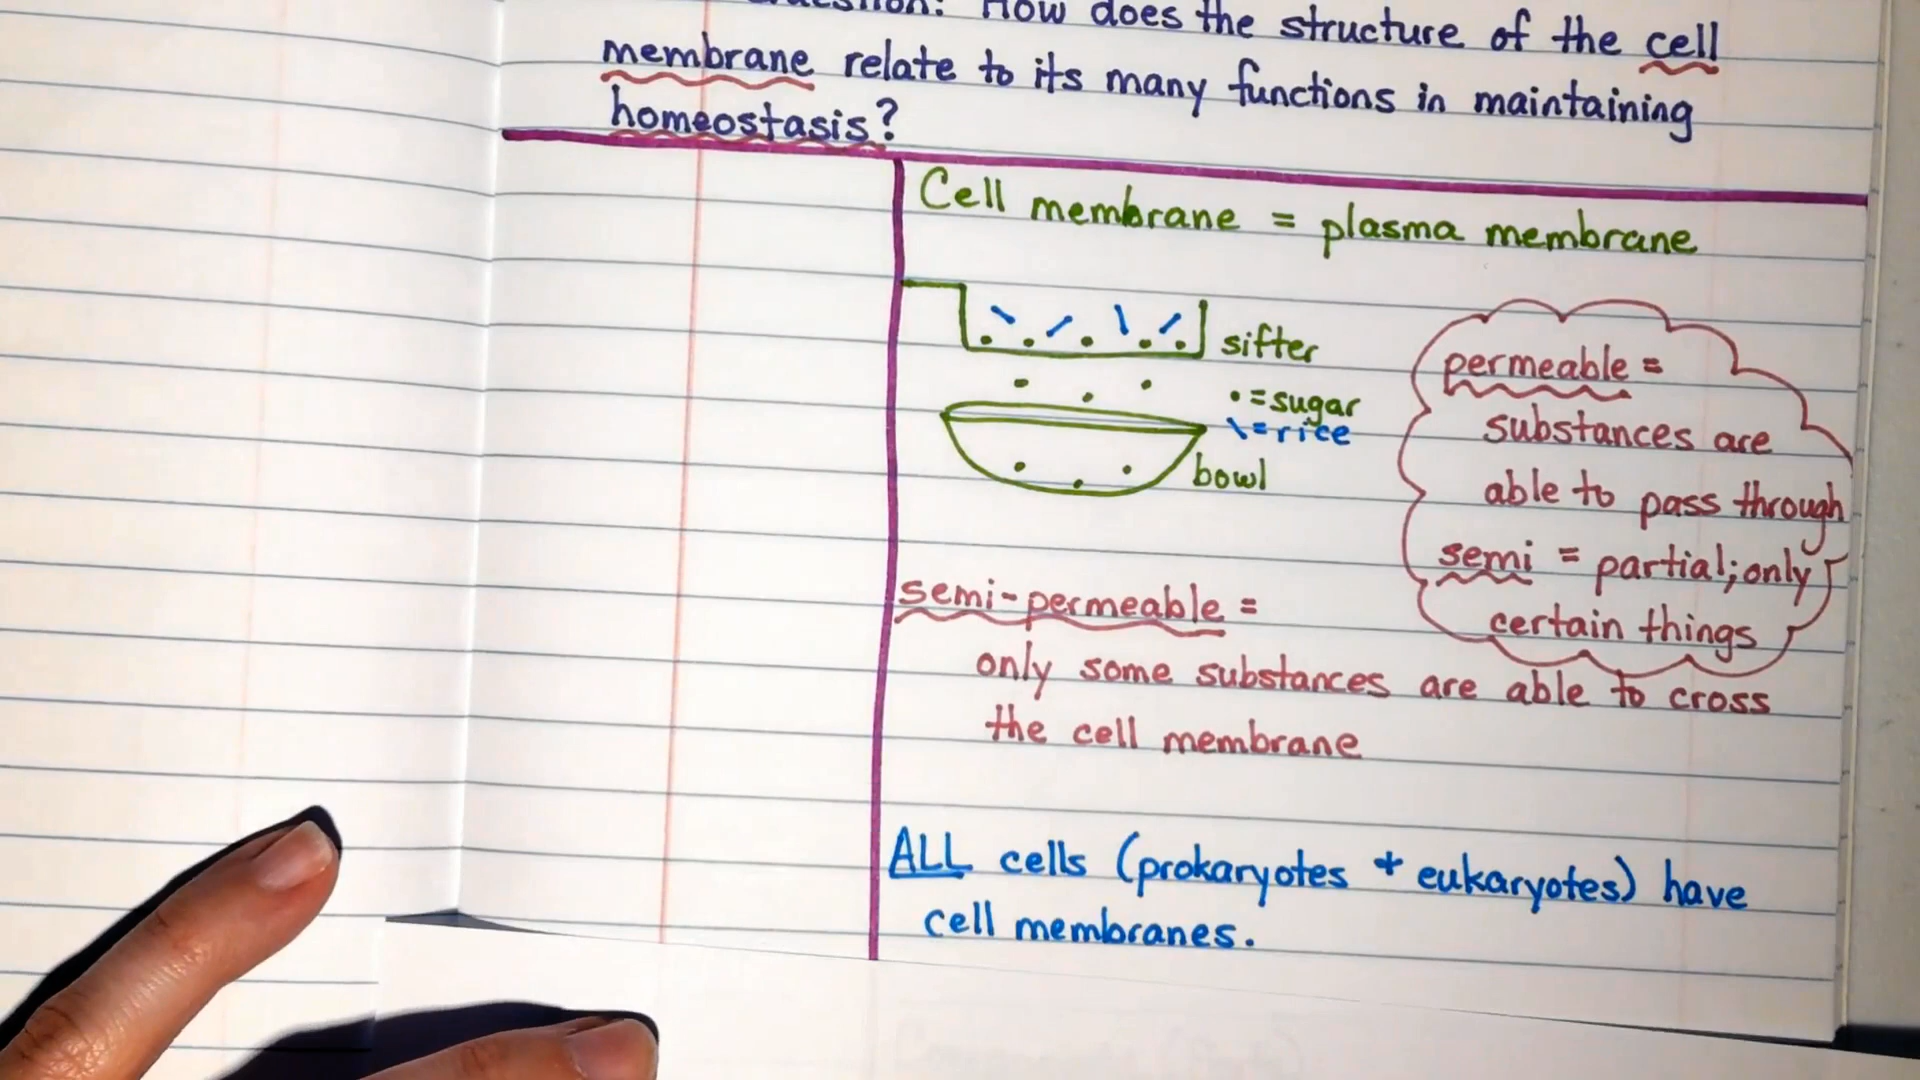 Question: How does the structure of the cell
membrane relate to its many functions in maintaining
homeostasis?
Cell membrane = plasma membrane
sifter
• = sugar
\ = rice
bowl
permeable =
substances are
able to pass through
semi = partial; only
certain things
semi-permeable =
only some substances are able to cross
the cell membrane
ALL cells (prokaryotes + eukaryotes) have
cell membranes.